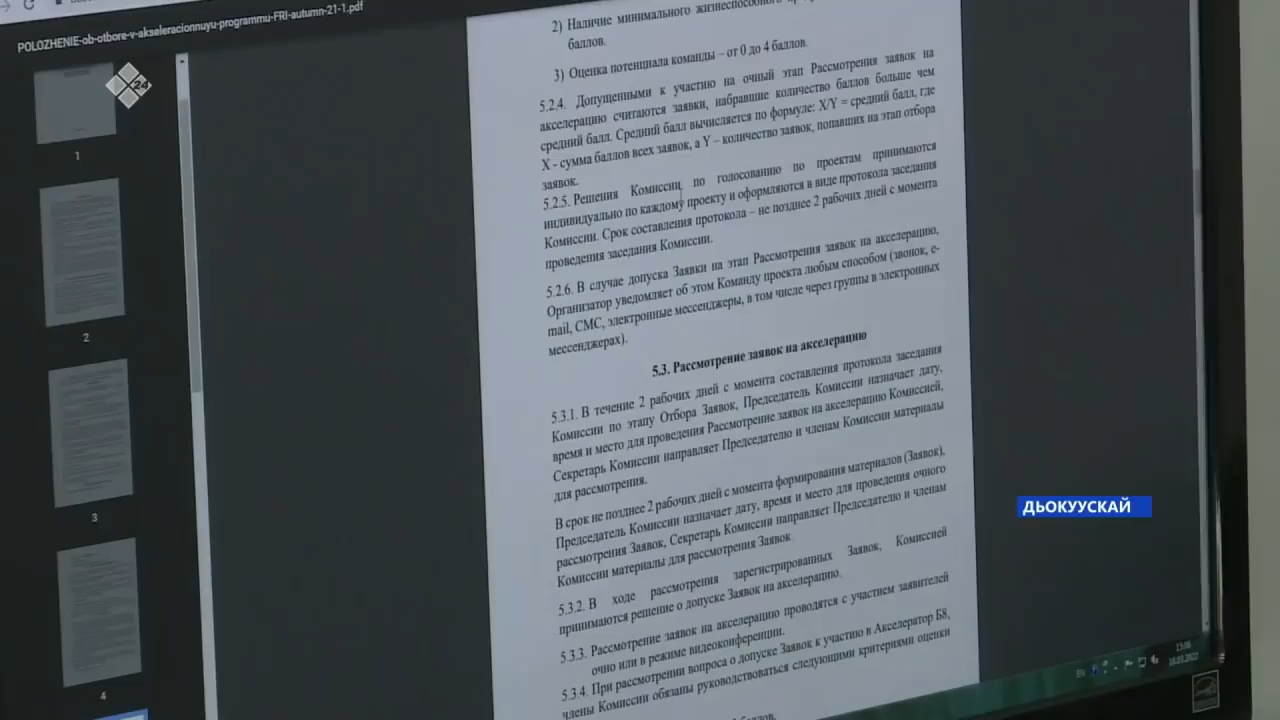 POLOZHENIE-ob-otbore-v-akseleracionnuyu-programmu-FRI-autumn-21-1.pdf
24
1
2
3
4
2) Наличие минимального
баллов.
3) Оценка потенциала команды – от 0 до 4 баллов.
5.2.4. Допущенными к участию на очный этап Рассмотрения заявок на
акселерацию считаются заявки, набравшие количество баллов больше чем
средний балл. Средний балл вычисляется по формуле: X/Y = средний балл, где
X - сумма баллов всех заявок, а Y – количество заявок, попавших на этап отбора
заявок.
5.2.5. Решения Комиссии по голосованию по проектам принимаются
индивидуально по каждому проекту и оформляются в виде протокола заседания
Комиссии. Срок составления протокола – не позднее 2 рабочих дней с момента
проведения заседания Комиссии.
5.2.6. В случае допуска Заявки на этап Рассмотрения заявок на акселерацию,
Организатор уведомляет об этом Команду проекта любым способом (звонок, e-
mail, СМС, электронные мессенджеры, в том числе через группы в электронных
мессенджерах).
5.3. Рассмотрение заявок на акселерацию
5.3.1. В течение 2 рабочих дней с момента составления протокола заседания
Комиссии по этапу Отбора Заявок, Председатель Комиссии назначает дату,
время и место для проведения Рассмотрение заявок на акселерацию Комиссией,
Секретарь Комиссии направляет Председателю и членам Комиссии материалы
для рассмотрения.
В срок не позднее 2 рабочих дней с момента формирования материалов (Заявок),
Председатель Комиссии назначает дату, время и место для проведения очного
рассмотрения Заявок, Секретарь Комиссии направляет Председателю и членам
Комиссии материалы для рассмотрения Заявок.
5.3.2. В ходе рассмотрения зарегистрированных Заявок, Комиссией
принимаются решение о допуске Заявок на акселерацию.
5.3.3. Рассмотрение заявок на акселерацию проводятся с участием заявителей
очно или в режиме видеоконференции.
5.3.4. При рассмотрении вопроса о допуске Заявок к участию в Акселератор Б8,
члены Комиссии обязаны руководствоваться следующими критериями оценки
баллов.
ДЬОКУУСКАЙ
EN
15:06
18.03.2022